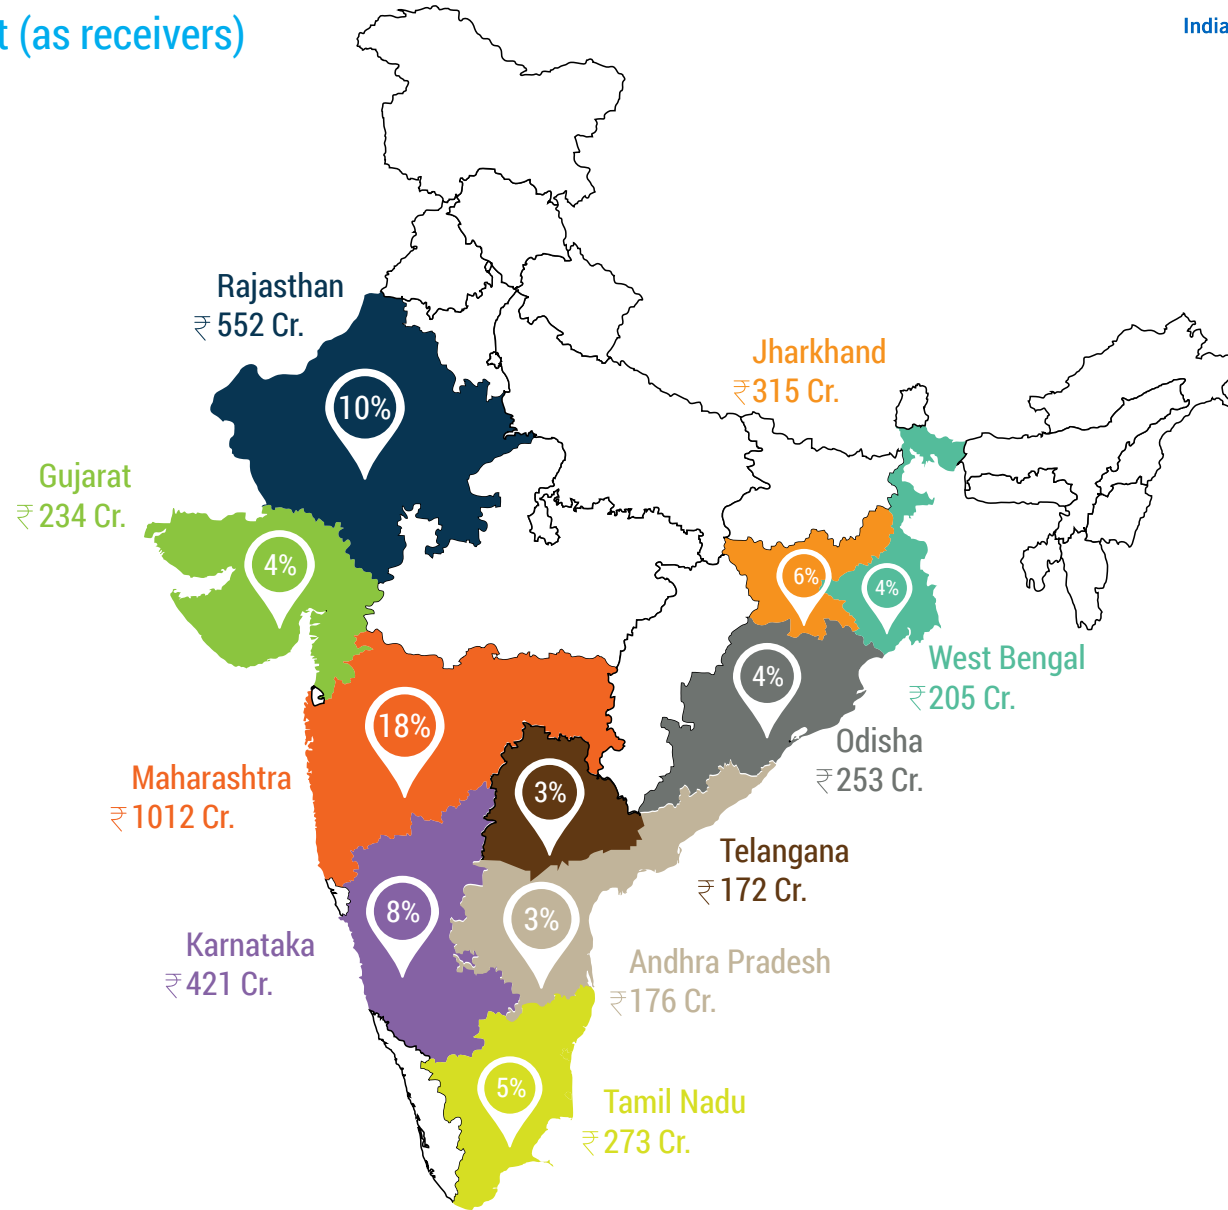 t (as receivers)
India
Rajasthan
₹ 552 Cr.
10%
Jharkhand
₹ 315 Cr.
Gujarat
₹ 234 Cr.
4%
6%
4%
West Bengal
₹ 205 Cr.
4%
Odisha
₹ 253 Cr.
18%
Maharashtra
₹ 1012 Cr.
3%
Telangana
₹ 172 Cr.
8%
Karnataka
₹ 421 Cr.
3%
Andhra Pradesh
₹ 176 Cr.
5%
Tamil Nadu
₹ 273 Cr.